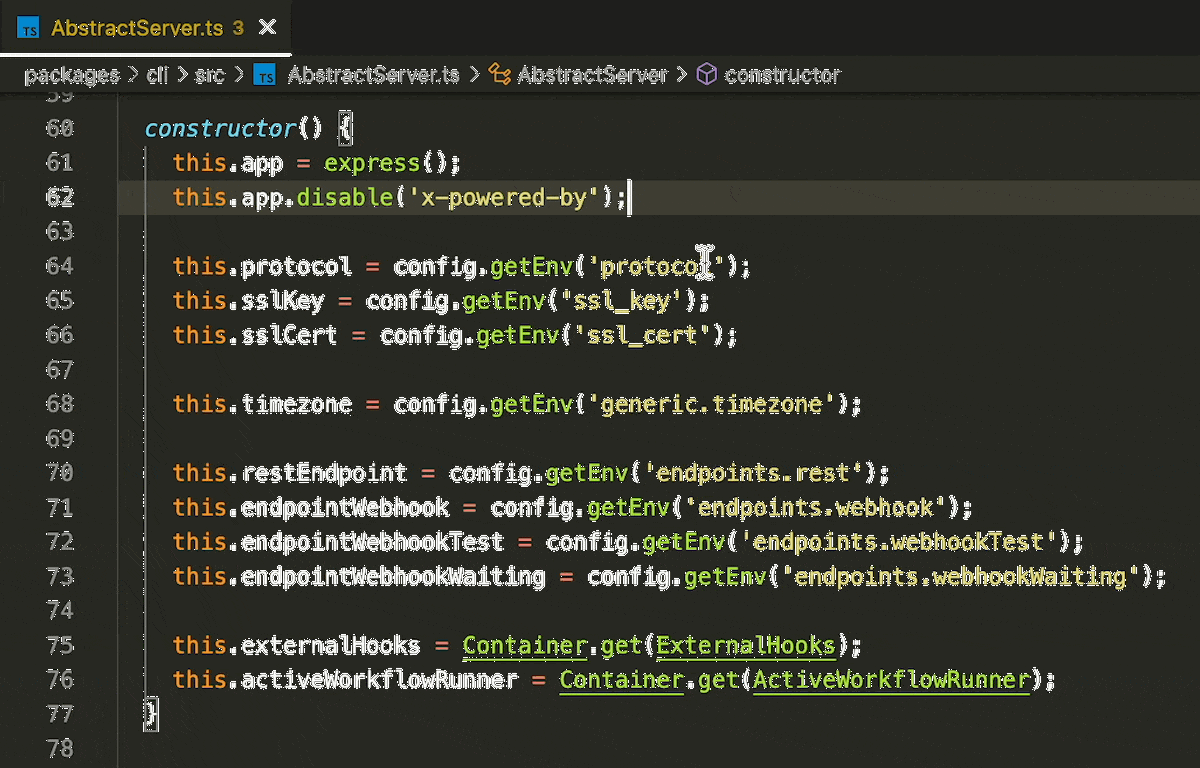 TS AbstractServer.ts 3 ×
packages > cli > src > TS AbstractServer.ts > AbstractServer > constructor
59
60 constructor() {
61 this.app = express();
62 this.app.disable('x-powered-by');
63
64 this.protocol = config.getEnv('protocol');
65 this.sslKey = config.getEnv('ssl_key');
66 this.sslCert = config.getEnv('ssl_cert');
67
68 this.timezone = config.getEnv('generic.timezone');
69
70 this.restEndpoint = config.getEnv('endpoints.rest');
71 this.endpointWebhook = config.getEnv('endpoints.webhook');
72 this.endpointWebhookTest = config.getEnv('endpoints.webhookTest');
73 this.endpointWebhookWaiting = config.getEnv('endpoints.webhookWaiting');
74
75 this.externalHooks = Container.get(ExternalHooks);
76 this.activeWorkflowRunner = Container.get(ActiveWorkflowRunner);
77 }
78